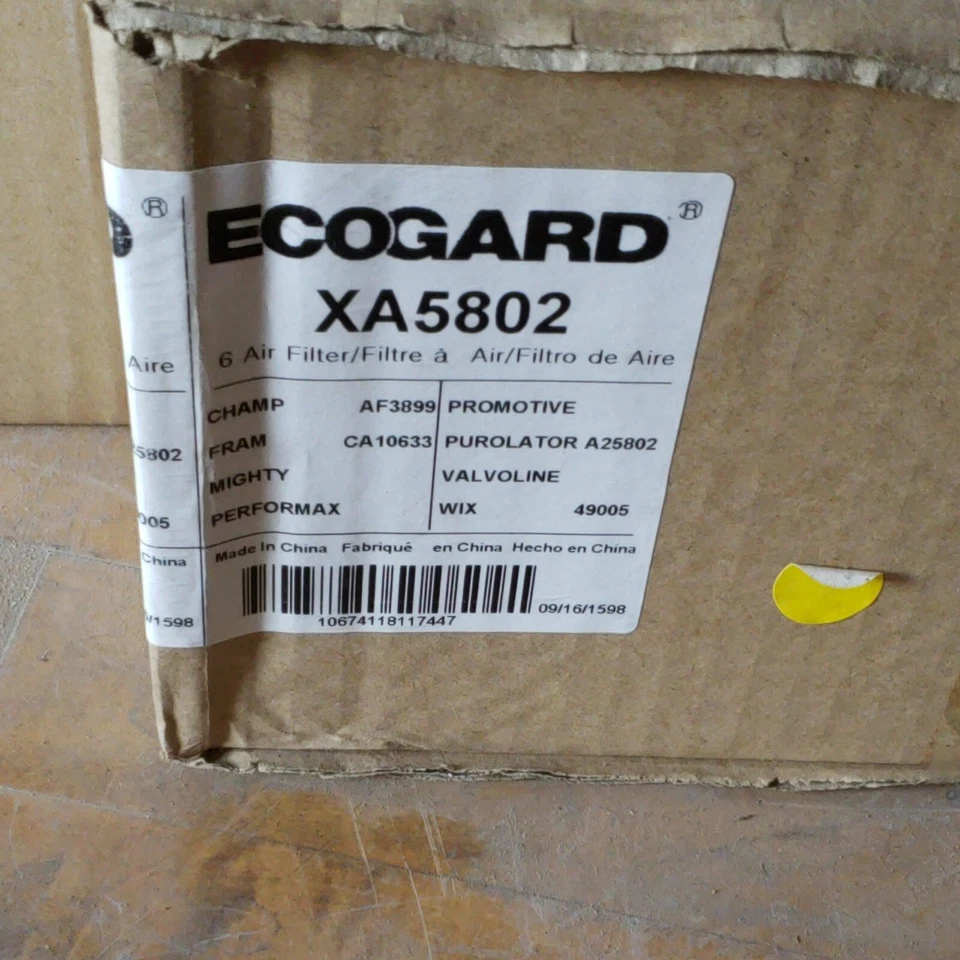 ECOGARD®
XA5802
6 Air Filter/Filtre à Air/Filtro de Aire
CHAMP AF3899 PROMOTIVE
FRAM CA10633 PUROLATOR A25802
MIGHTY VALVOLINE
PERFORMAX WIX 49005
Made In China Fabriqué en China Hecho en China
09/16/1598
10674118117447
®
Aire
5802
005
China
/1598